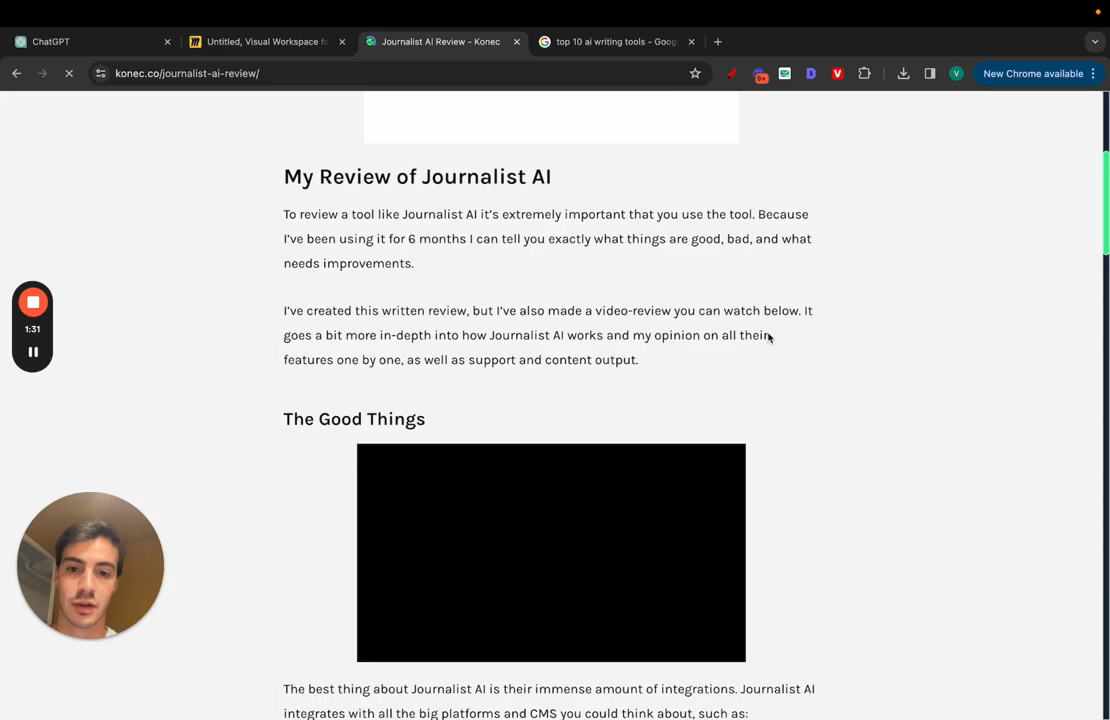 ChatGPT
Untitled, Visual Workspace fo
Journalist AI Review - Konec
top 10 ai writing tools - Goog
konec.co/journalist-ai-review/
9+
D
V
V
New Chrome available
My Review of Journalist AI
To review a tool like Journalist AI it's extremely important that you use the tool. Because
I've been using it for 6 months I can tell you exactly what things are good, bad, and what
needs improvements.
I've created this written review, but I've also made a video-review you can watch below. It
goes a bit more in-depth into how Journalist AI works and my opinion on all their
features one by one, as well as support and content output.
1:31
The Good Things
The best thing about Journalist AI is their immense amount of integrations. Journalist AI
integrates with all the big platforms and CMS you could think about, such as: